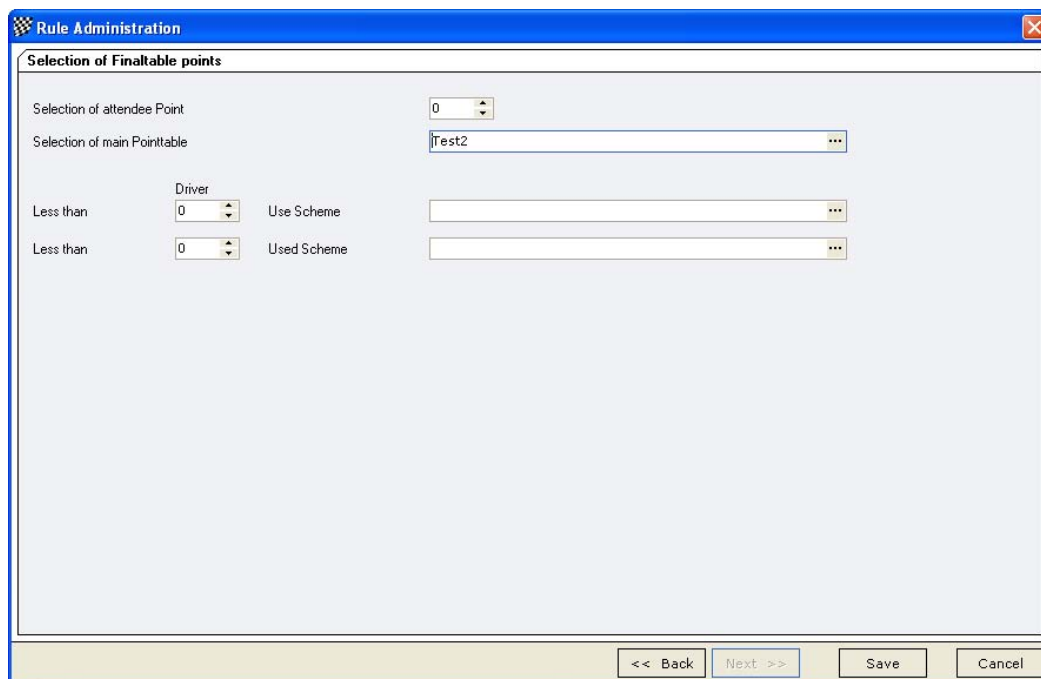 Rule Administration
Selection of Finaltable points
Selection of attendee Point 0
Selection of main Pointtable Test2 ...
Driver
Less than 0 Use Scheme ...
Less than 0 Used Scheme ...
<< Back Next >> Save Cancel